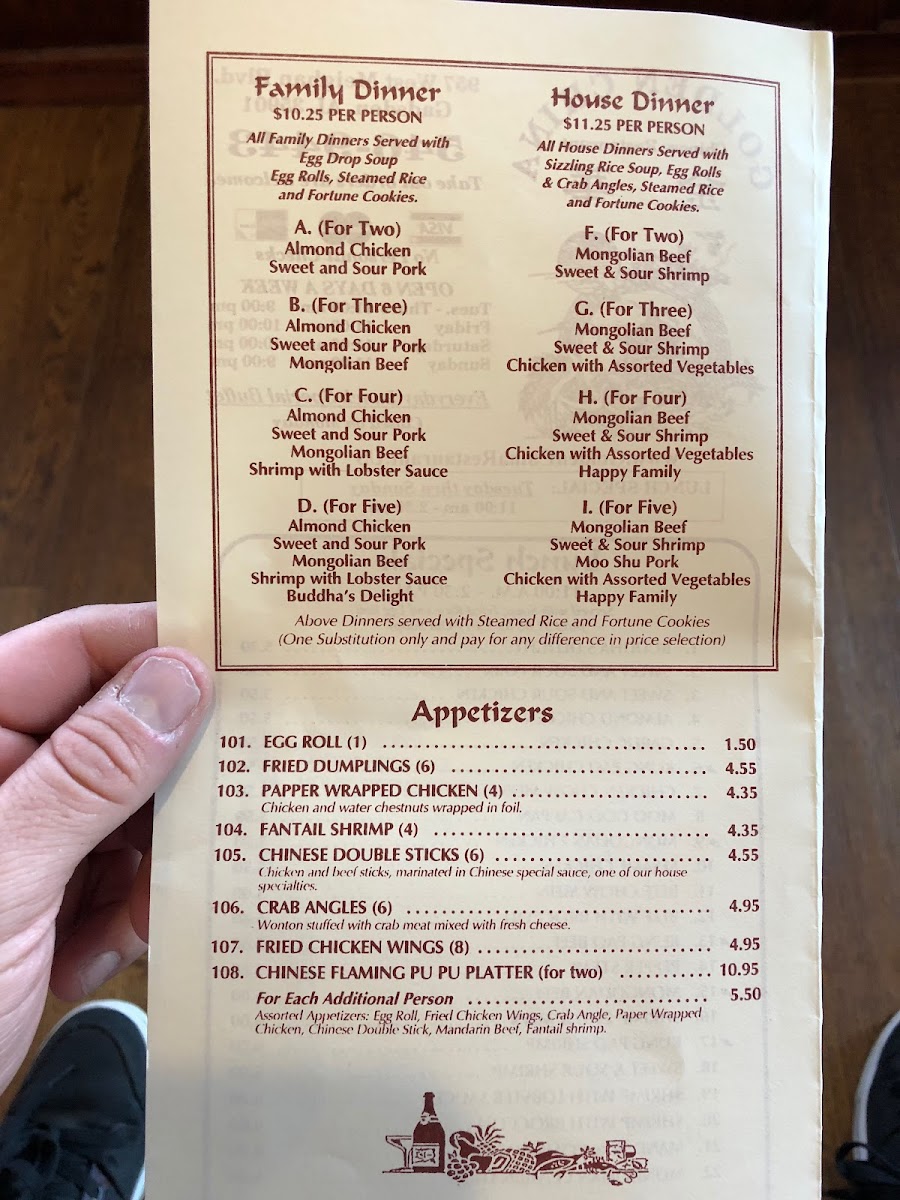 Family Dinner
$10.25 PER PERSON
All Family Dinners Served with
Egg Drop Soup
Egg Rolls, Steamed Rice
and Fortune Cookies.
A. (For Two)
Almond Chicken
Sweet and Sour Pork
B. (For Three)
Almond Chicken
Sweet and Sour Pork
Mongolian Beef
C. (For Four)
Almond Chicken
Sweet and Sour Pork
Mongolian Beef
Shrimp with Lobster Sauce
D. (For Five)
Almond Chicken
Sweet and Sour Pork
Mongolian Beef
Shrimp with Lobster Sauce
Buddha's Delight
House Dinner
$11.25 PER PERSON
All House Dinners Served with
Sizzling Rice Soup, Egg Rolls
& Crab Angles, Steamed Rice
and Fortune Cookies.
F. (For Two)
Mongolian Beef
Sweet & Sour Shrimp
G. (For Three)
Mongolian Beef
Sweet & Sour Shrimp
Chicken with Assorted Vegetables
H. (For Four)
Mongolian Beef
Sweet & Sour Shrimp
Chicken with Assorted Vegetables
Happy Family
I. (For Five)
Mongolian Beef
Sweet & Sour Shrimp
Moo Shu Pork
Chicken with Assorted Vegetables
Happy Family
Above Dinners served with Steamed Rice and Fortune Cookies
(One Substitution only and pay for any difference in price selection)
Appetizers
101. EGG ROLL (1) ........ 1.50
102. FRIED DUMPLINGS (6) ........ 4.55
103. PAPPER WRAPPED CHICKEN (4) ........ 4.35
Chicken and water chestnuts wrapped in foil.
104. FANTAIL SHRIMP (4) ........ 4.35
105. CHINESE DOUBLE STICKS (6) ........ 4.55
Chicken and beef sticks, marinated in Chinese special sauce, one of our house
specialties.
106. CRAB ANGLES (6) ........ 4.95
Wonton stuffed with crab meat mixed with fresh cheese.
107. FRIED CHICKEN WINGS (8) ........ 4.95
108. CHINESE FLAMING PU PU PLATTER (for two) ........ 10.95
For Each Additional Person ........ 5.50
Assorted Appetizers: Egg Roll, Fried Chicken Wings, Crab Angle, Paper Wrapped
Chicken, Chinese Double Stick, Mandarin Beef, Fantail shrimp.